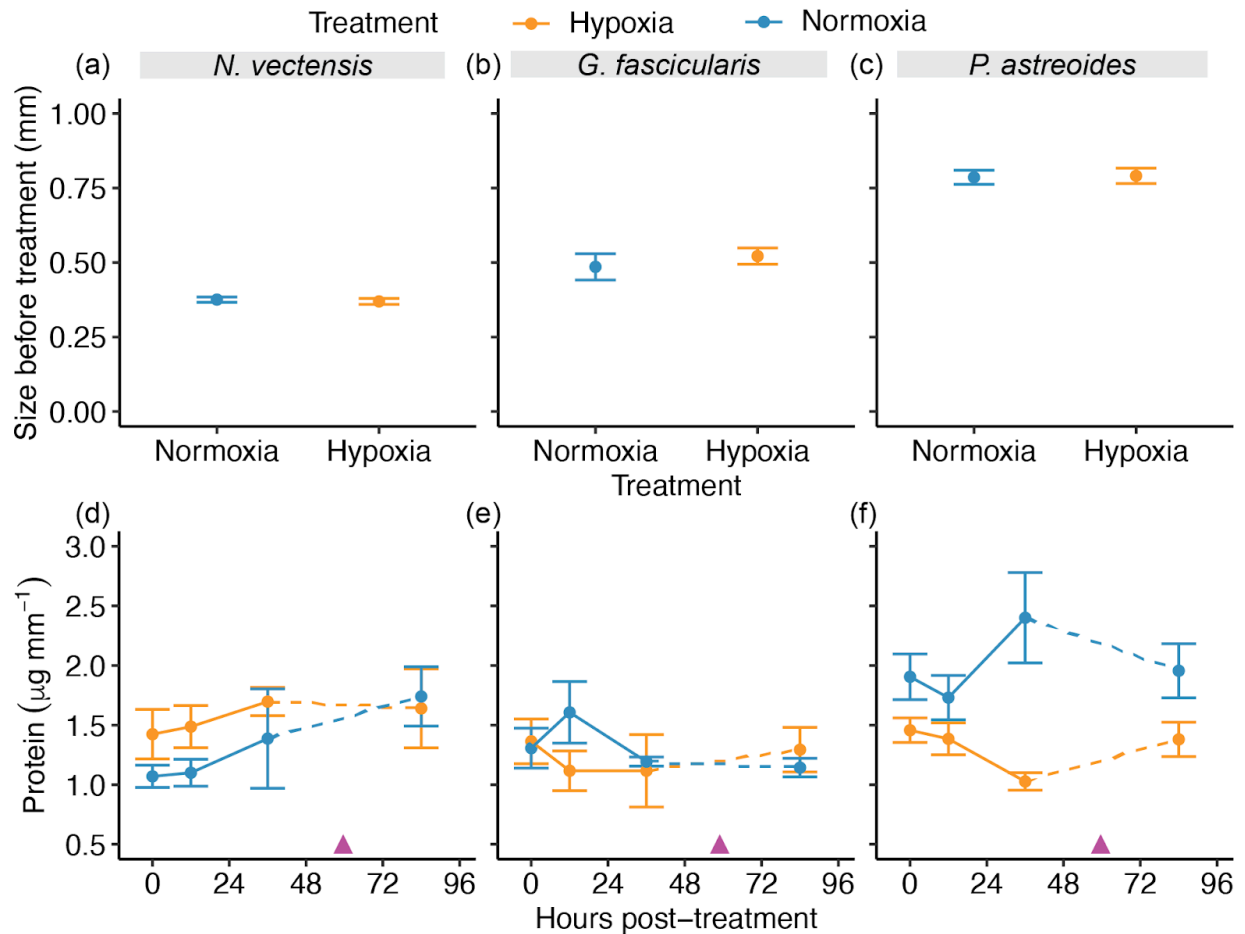 Treatment Hypoxia Normoxia
(a) N. vectensis (b) G. fascicularis (c) P. astreoides
Size before treatment (mm)
1.00
0.75
0.50
0.25
0.00
Normoxia Hypoxia Normoxia Hypoxia Normoxia Hypoxia
Treatment
(d) (e) (f)
Protein (μg mm⁻¹)
3.0
2.5
2.0
1.5
1.0
0.5
0 24 48 72 96 0 24 48 72 96 0 24 48 72 96
Hours post–treatment